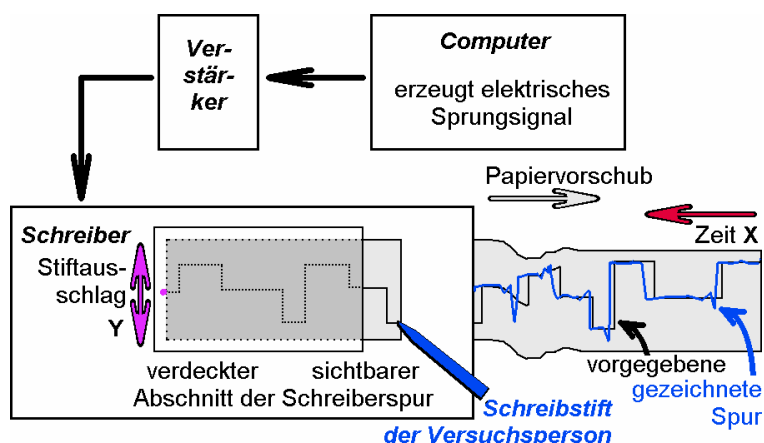 Ver-
stär-
ker
Computer
erzeugt elektrisches
Sprungsignal
Papiervorschub
Zeit X
Schreiber
Stiftaus-
schlag
Y
verdeckter sichtbarer
Abschnitt der Schreiberspur
Schreibstift
der Versuchsperson
vorgegebene
gezeichnete
Spur